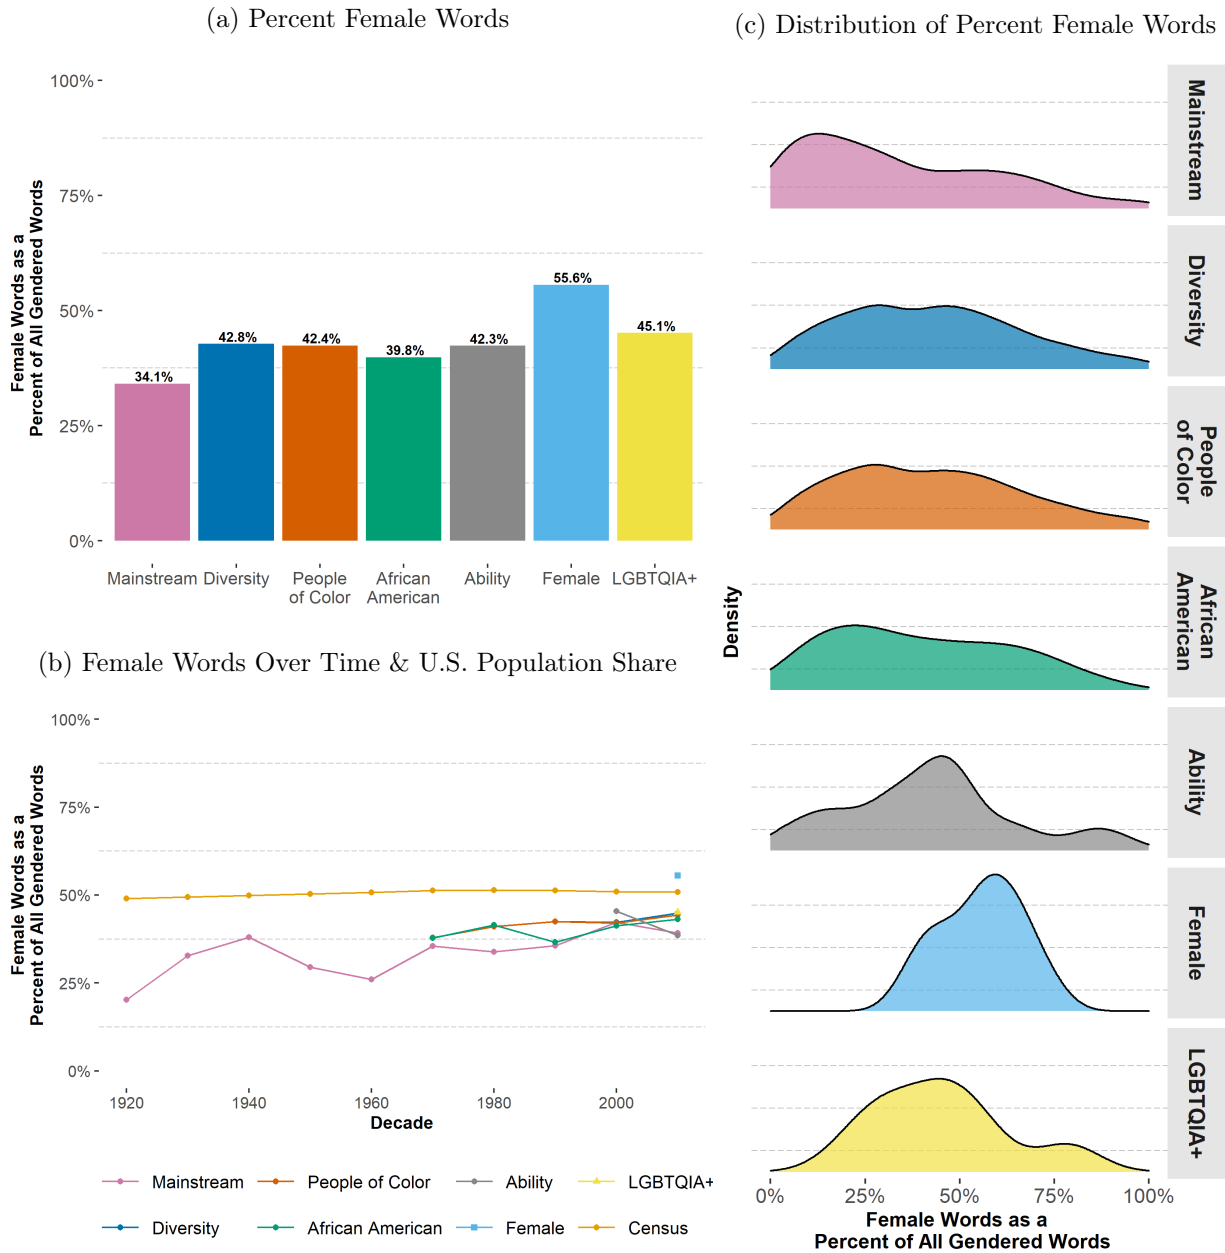 (a) Percent Female Words
100%
75%
50%
25%
0%
Female Words as a
Percent of All Gendered Words
34.1%
42.8%
42.4%
39.8%
42.3%
55.6%
45.1%
Mainstream
Diversity
People
of Color
African
American
Ability
Female
LGBTQIA+
(b) Female Words Over Time & U.S. Population Share
100%
75%
50%
25%
0%
Female Words as a
Percent of All Gendered Words
1920
1940
1960
1980
2000
Decade
Mainstream
People of Color
Ability
LGBTQIA+
Diversity
African American
Female
Census
(c) Distribution of Percent Female Words
Density
Mainstream
Diversity
People
of Color
African
American
Ability
Female
LGBTQIA+
0%
25%
50%
75%
100%
Female Words as a
Percent of All Gendered Words